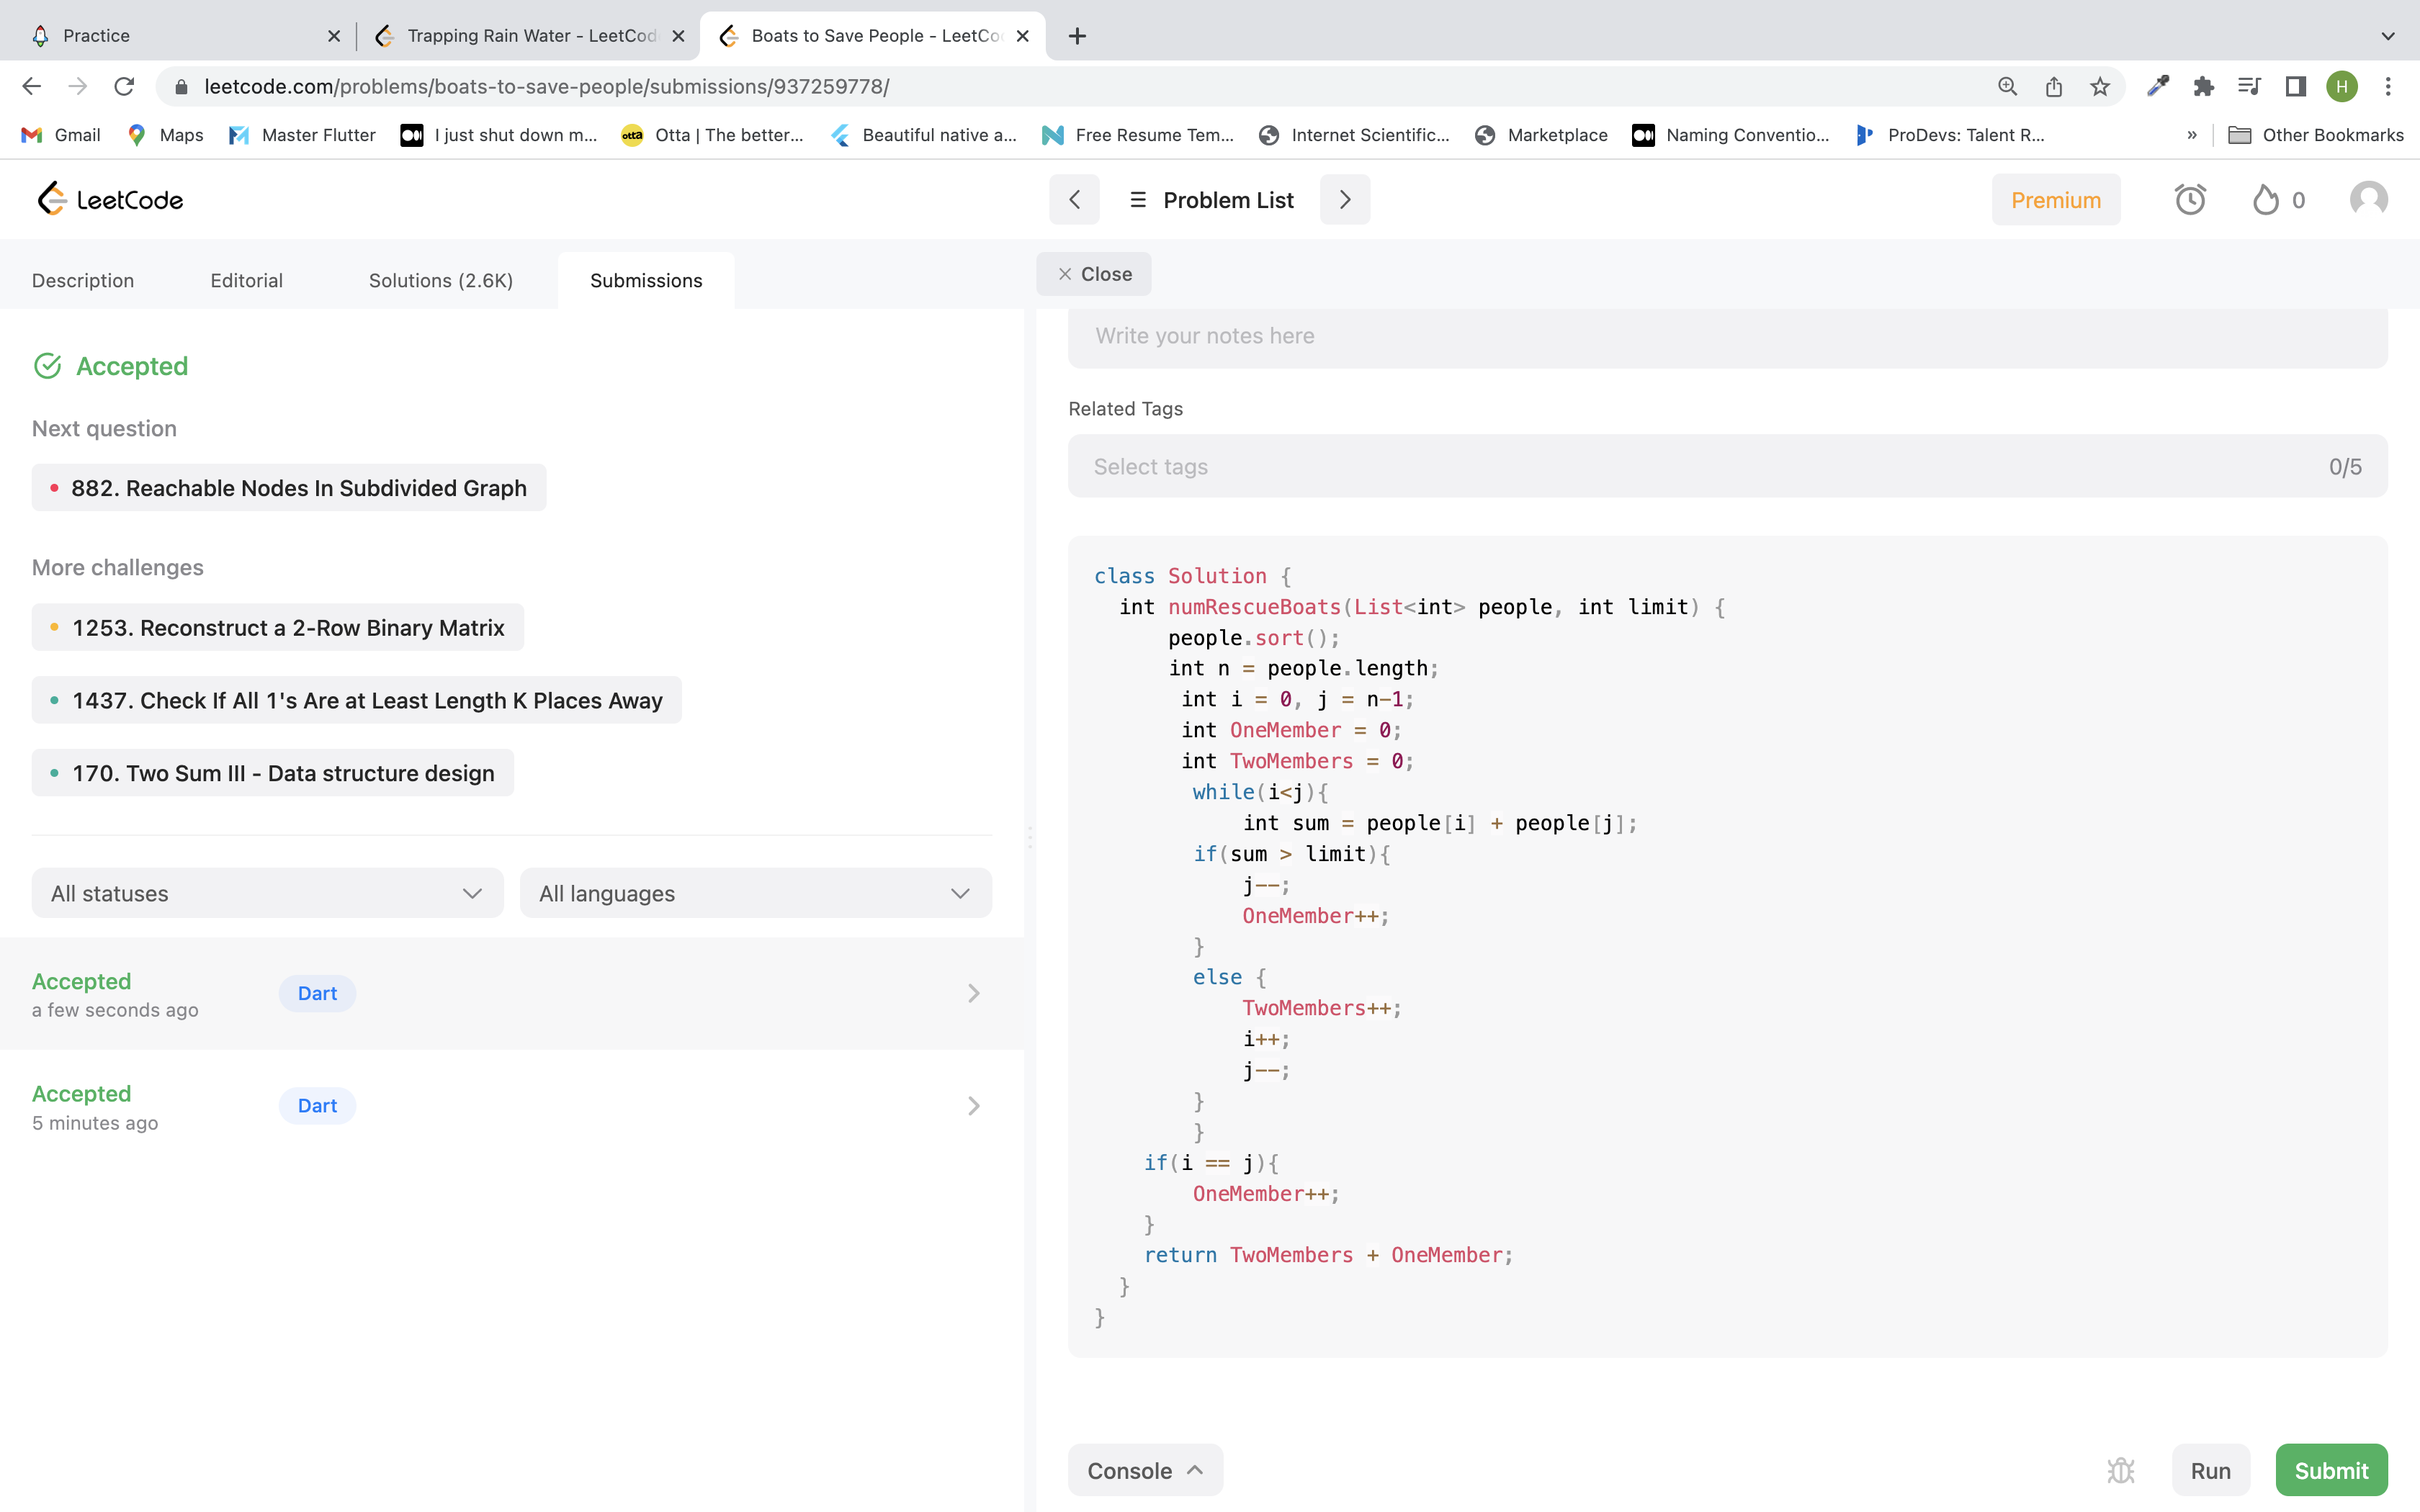 Practice
Trapping Rain Water - LeetCod
Boats to Save People - LeetCo
leetcode.com/problems/boats-to-save-people/submissions/937259778/
H
Gmail
Maps
Master Flutter
I just shut down m...
otta
Otta | The better...
Beautiful native a...
Free Resume Tem...
Internet Scientific...
Marketplace
Naming Conventio...
ProDevs: Talent R...
»
Other Bookmarks
LeetCode
Problem List
Premium
0
Description
Editorial
Solutions (2.6K)
Submissions
Close
Accepted
Next question
882. Reachable Nodes In Subdivided Graph
More challenges
1253. Reconstruct a 2-Row Binary Matrix
1437. Check If All 1's Are at Least Length K Places Away
170. Two Sum III - Data structure design
All statuses
All languages
Accepted
a few seconds ago
Dart
Accepted
5 minutes ago
Dart
Write your notes here
Related Tags
Select tags
0/5
class Solution {
int numRescueBoats(List<int> people, int limit) {
people.sort();
int n = people.length;
int i = 0, j = n-1;
int OneMember = 0;
int TwoMembers = 0;
while(i<j){
int sum = people[i] + people[j];
if(sum > limit){
j--;
OneMember++;
}
else {
TwoMembers++;
i++;
j--;
}
}
if(i == j){
OneMember++;
}
return TwoMembers + OneMember;
}
}
Console
Run
Submit